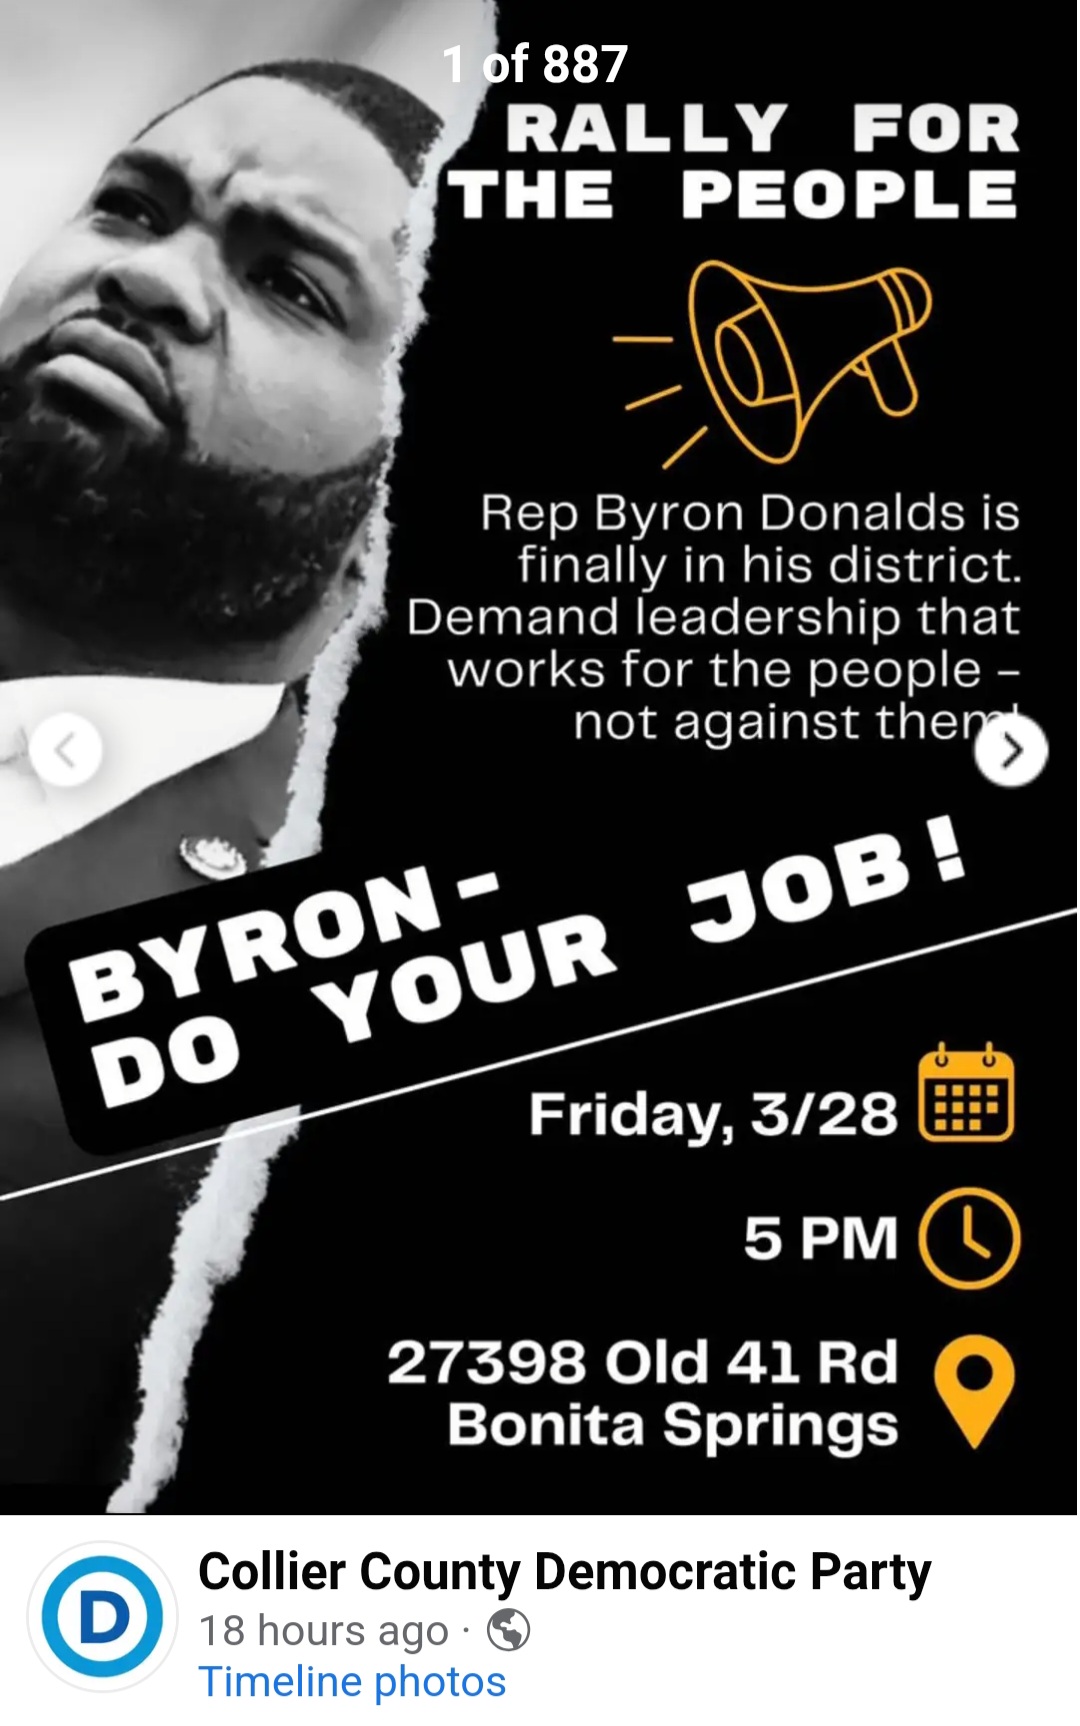 1 of 887
RALLY FOR
THE PEOPLE
Rep Byron Donalds is
finally in his district.
Demand leadership that
works for the people –
not against them!
BYRON-
DO YOUR JOB!
Friday, 3/28
5 PM
27398 Old 41 Rd
Bonita Springs
D
Collier County Democratic Party
18 hours ago ·
Timeline photos